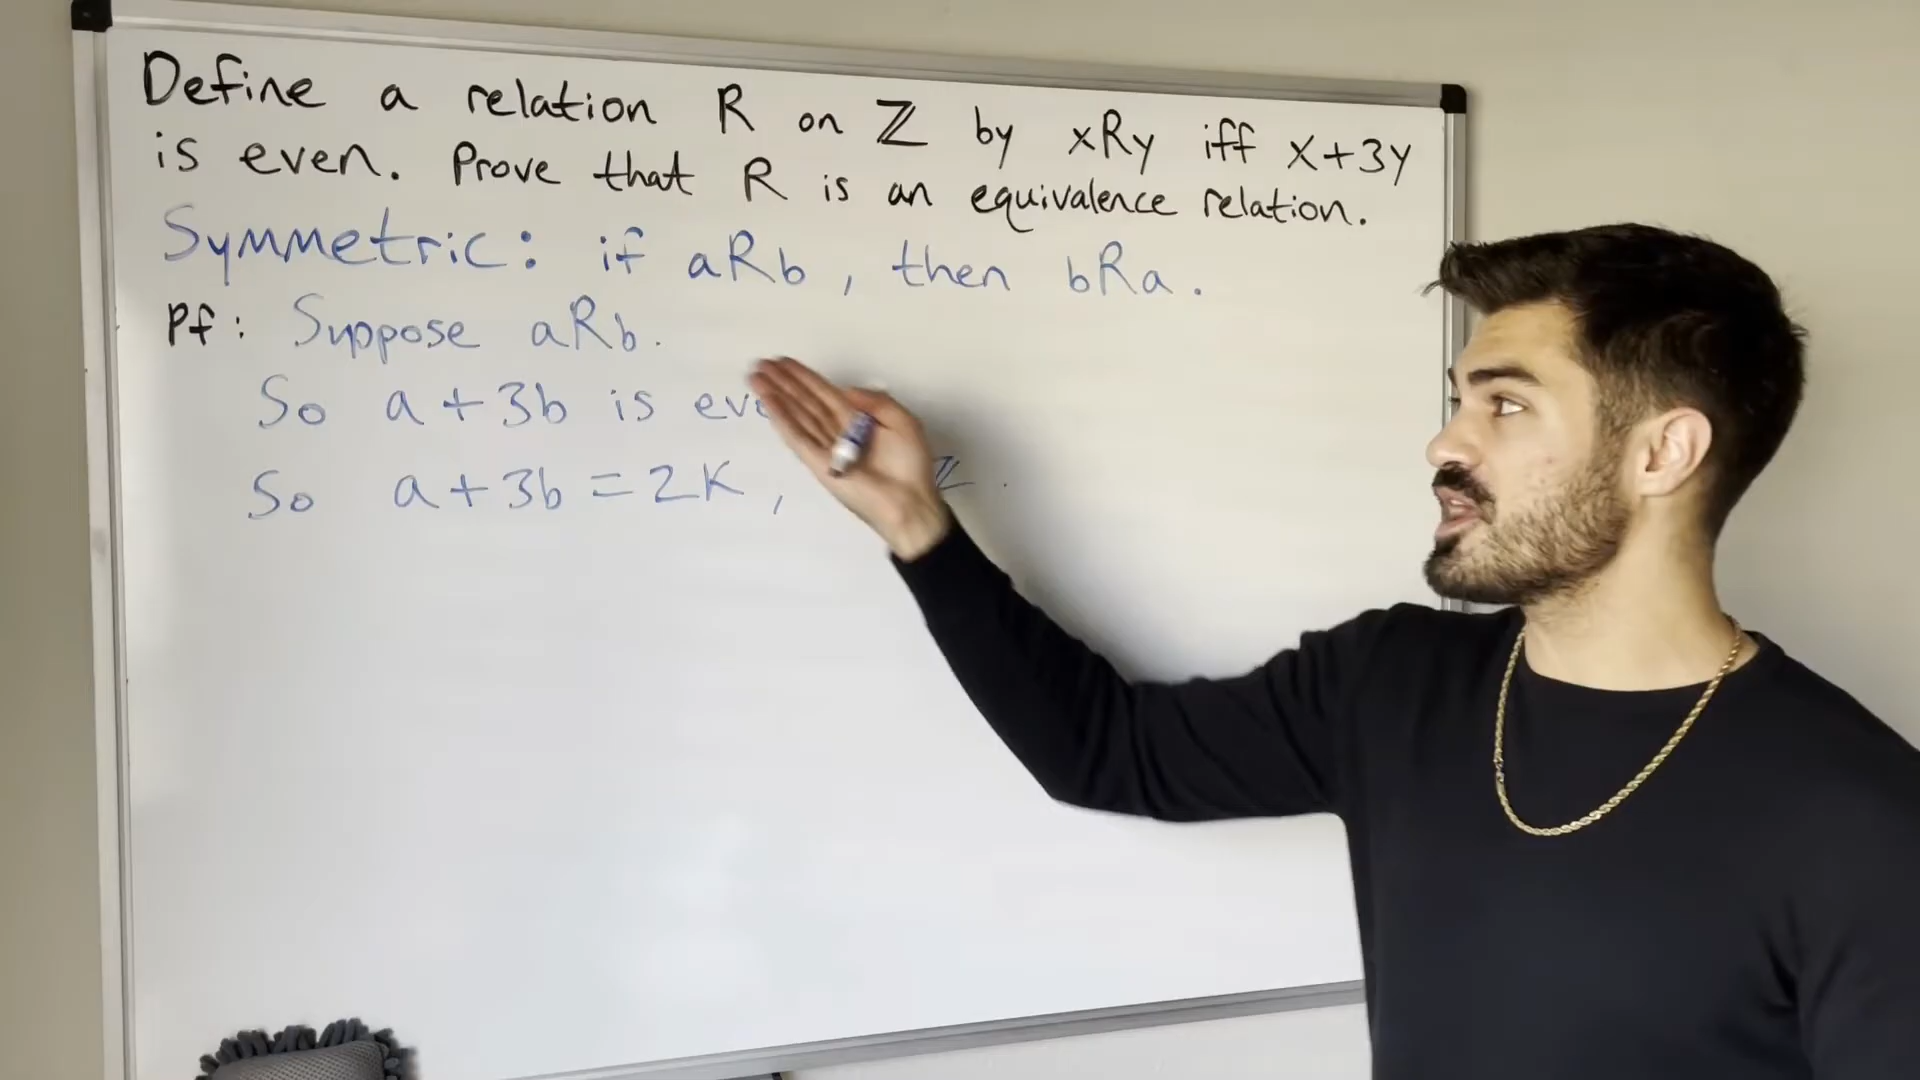 Define a relation R on ℤ by xRy iff x+3y
is even. Prove that R is an equivalence relation.
Symmetric: if aRb, then bRa.
Pf: Suppose aRb.
So a+3b is
So a+3b=2K, ℤ.